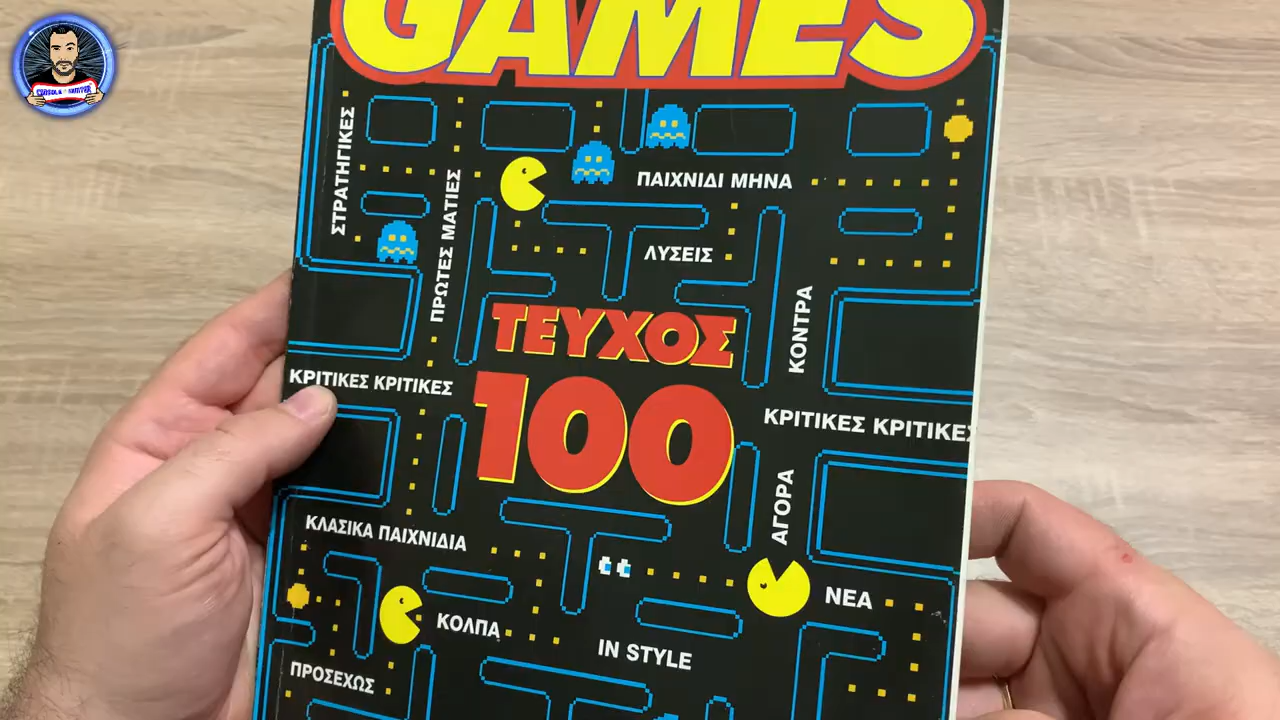 GAMES
ΣΤΡΑΤΗΓΙΚΕΣ
ΠΡΩΤΕΣ ΜΑΤΙΕΣ
ΠΑΙΧΝΙΔΙ ΜΗΝΑ
ΛΥΣΕΙΣ
ΚΟΝΤΡΑ
ΤΕΥΧΟΣ
100
ΚΡΙΤΙΚΕΣ ΚΡΙΤΙΚΕΣ
ΚΡΙΤΙΚΕΣ ΚΡΙΤΙΚΕΣ
ΑΓΟΡΑ
ΚΛΑΣΙΚΑ ΠΑΙΧΝΙΔΙΑ
ΝΕΑ
ΚΟΛΠΑ
IN STYLE
ΠΡΟΣΕΧΩΣ